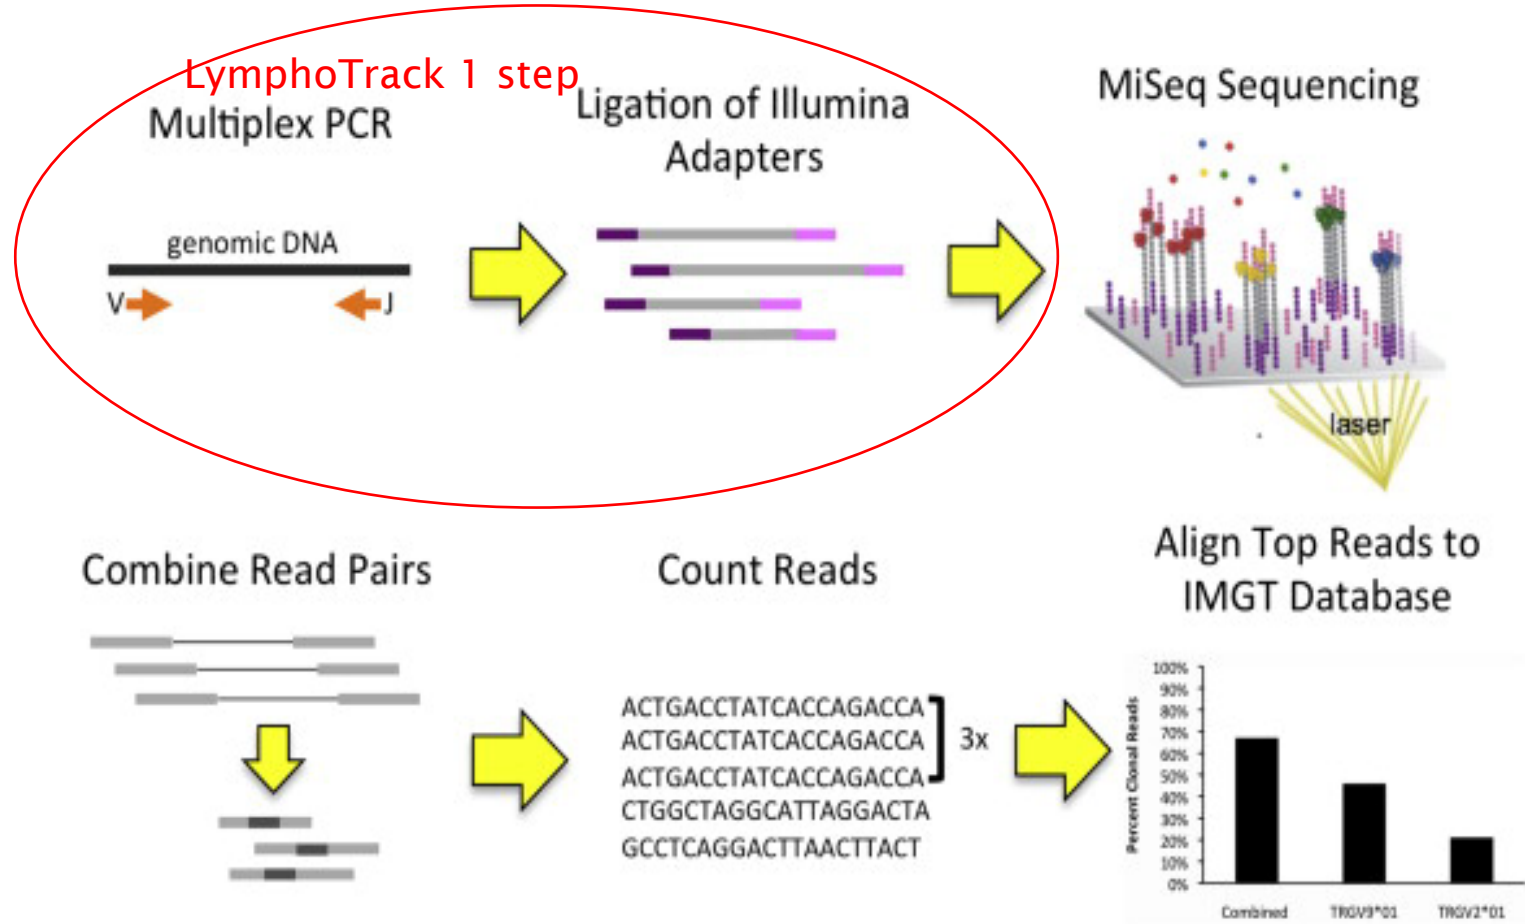 LymphoTrack 1 step
Multiplex PCR
Ligation of Illumina
Adapters
MiSeq Sequencing
genomic DNA
V
J
laser
Combine Read Pairs
Count Reads
Align Top Reads to
IMGT Database
ACTGACCTATCACCAGACCA
ACTGACCTATCACCAGACCA
3x
ACTGACCTATCACCAGACCA
CTGGCTAGGCATTAGGACTA
GCCTCAGGACTTAACTTACT
Percent Clonal Reads
100%
90%
80%
70%
60%
50%
40%
30%
20%
10%
0%
Combined
TRGV9*01
TRGV2*01